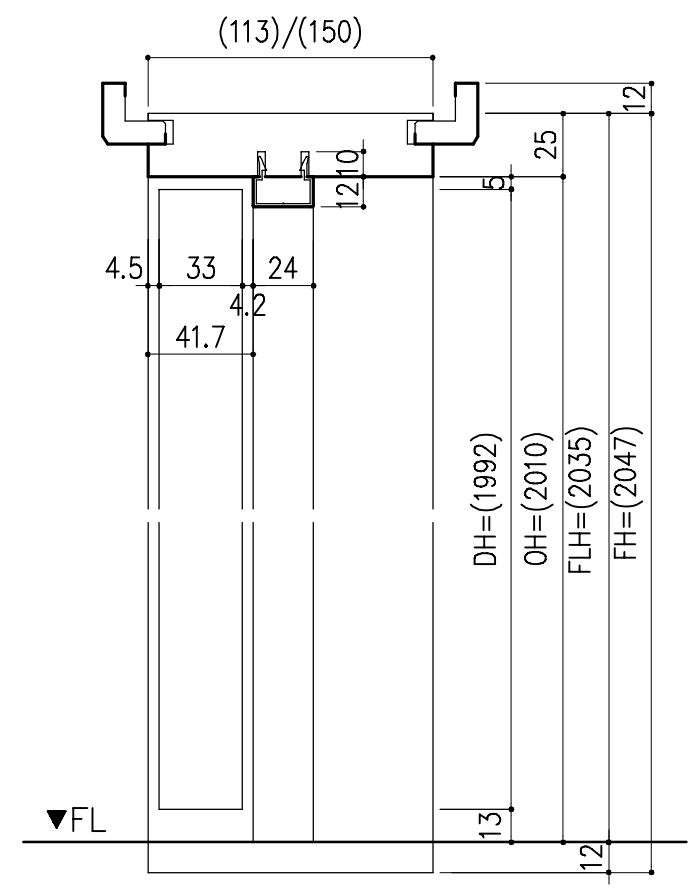 (113)/(150)
12
25
10
12
5
4.5 33 24
4.2
41.7
DH=(1992)
OH=(2010)
FLH=(2035)
FH=(2047)
▼FL
13
12